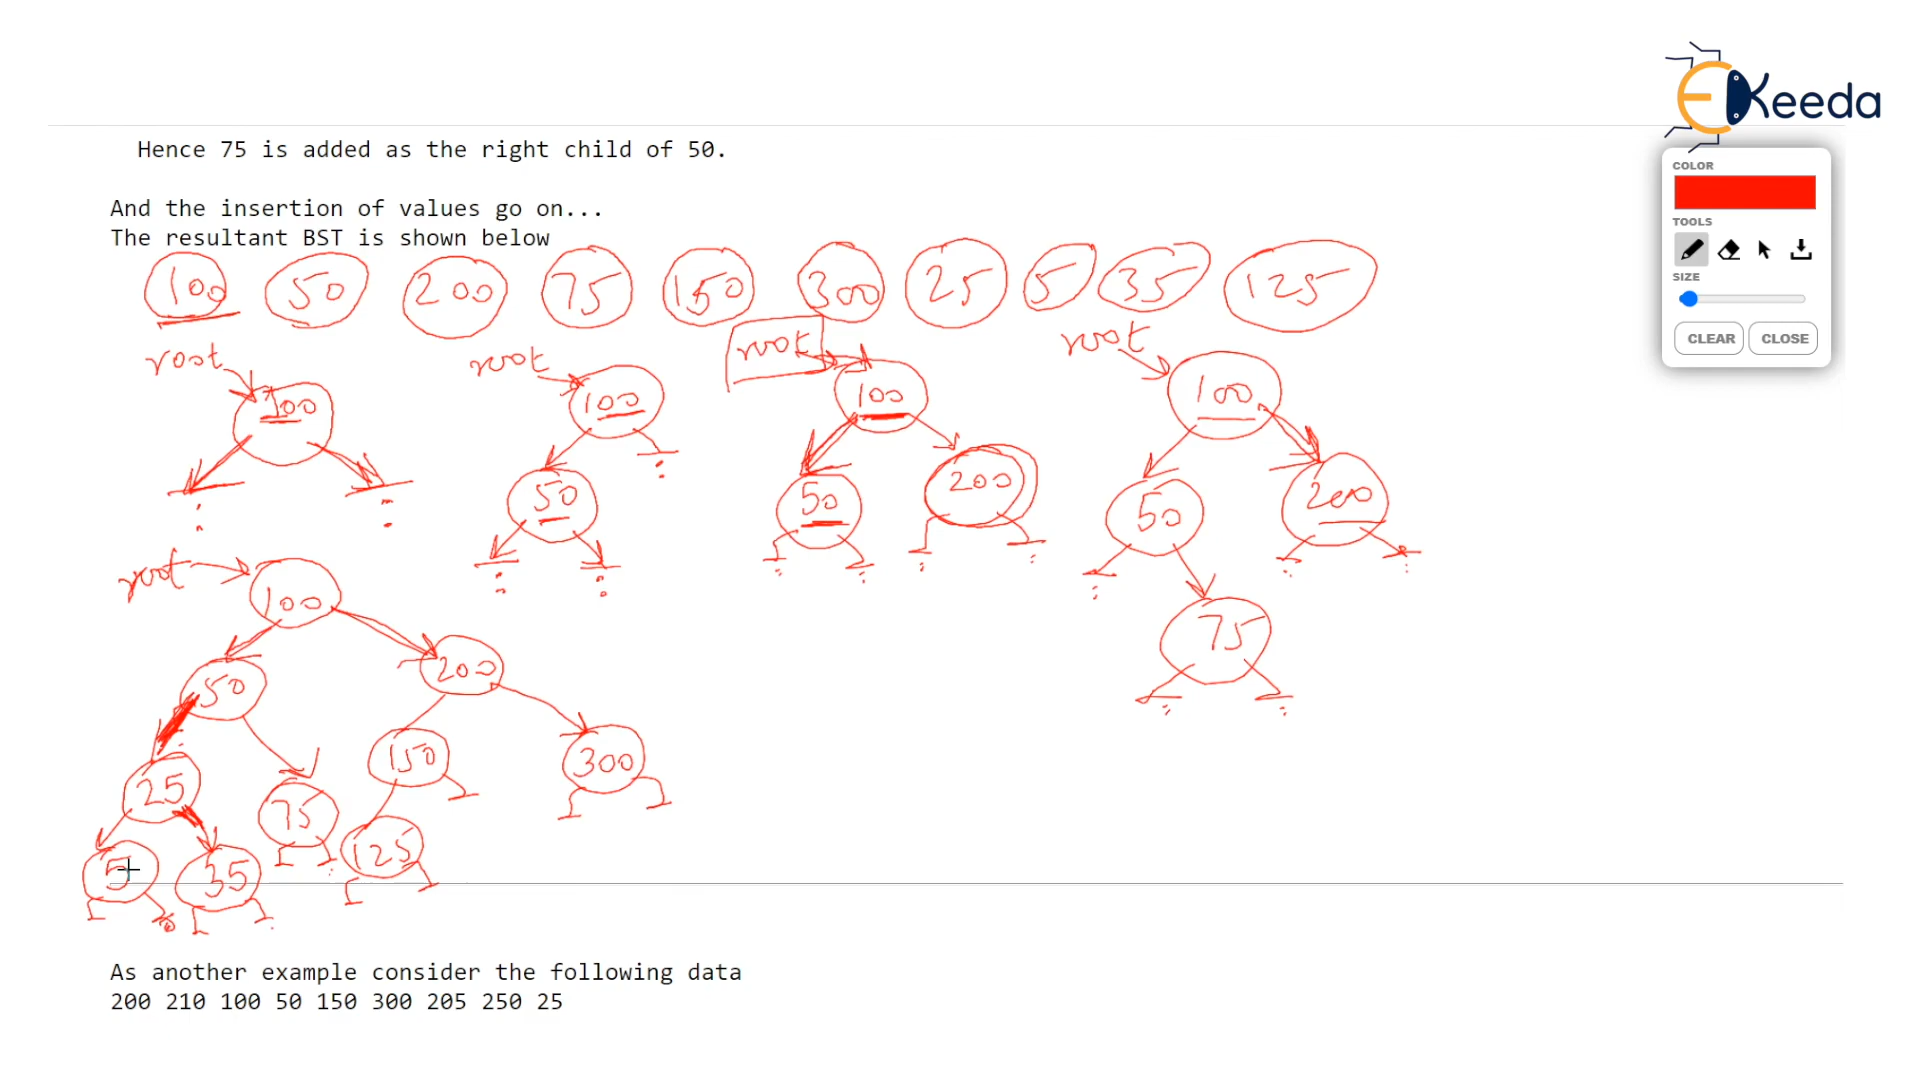 EKeeda
Hence 75 is added as the right child of 50.
COLOR
And the insertion of values go on...
TOOLS
The resultant BST is shown below
SIZE
100 50 200 75 150 300 25 5 35 125
CLEAR CLOSE
root root root root
100 100 100 100
50 50 200 50 200
root
100
75
50 200
25 75 150 300
5 35 125
As another example consider the following data
200 210 100 50 150 300 205 250 25